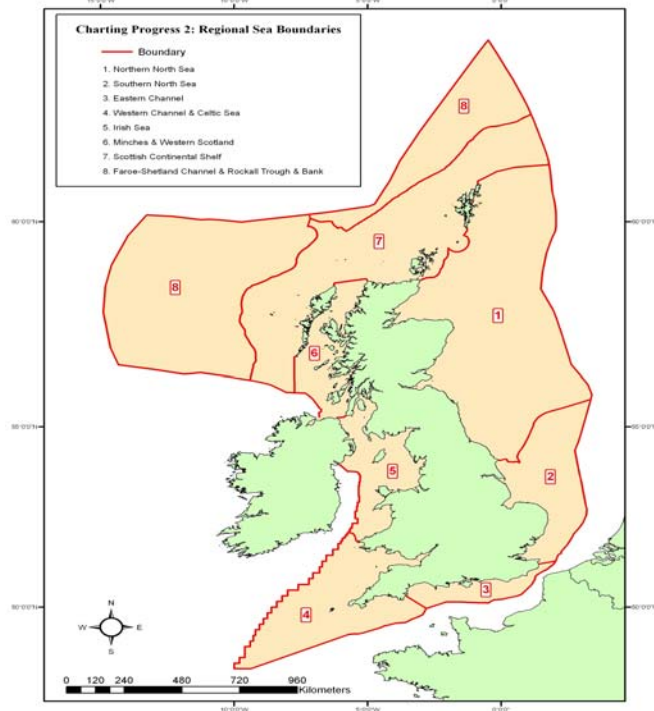 Charting Progress 2: Regional Sea Boundaries
Boundary
1. Northern North Sea
2. Southern North Sea
3. Eastern Channel
4. Western Channel & Celtic Sea
5. Irish Sea
6. Minches & Western Scotland
7. Scottish Continental Shelf
8. Faroe-Shetland Channel & Rockall Trough & Bank
8
7
8
1
6
5
2
3
4
N
W E
S
0 120 240 480 720 960
Kilometers